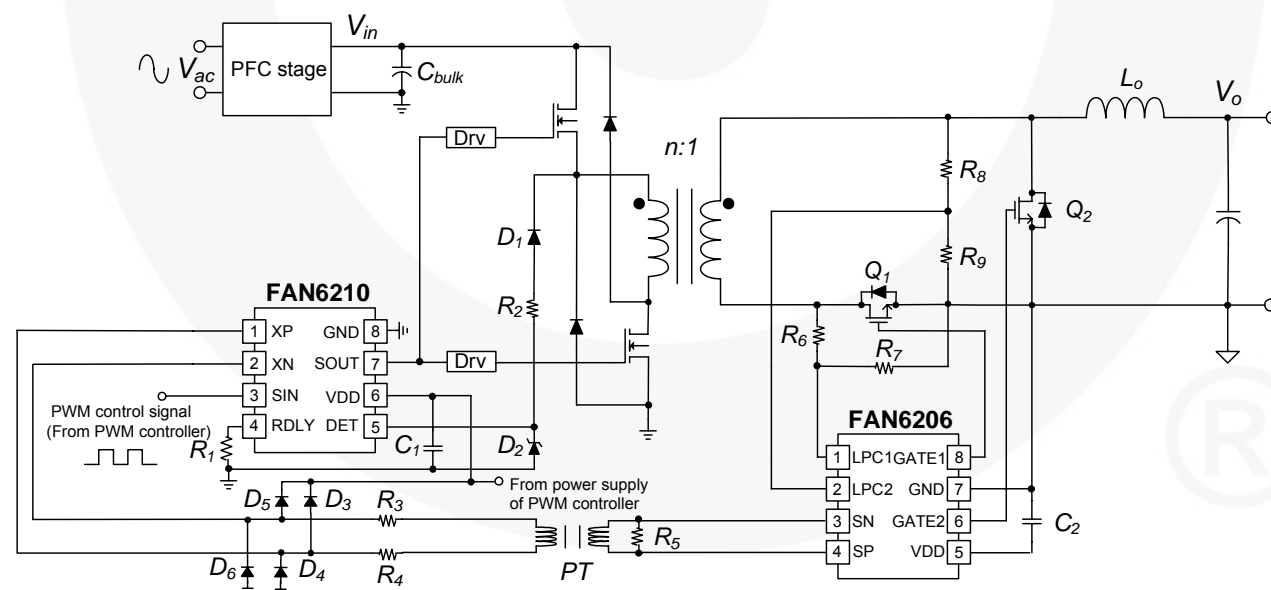 V_in
V_ac
PFC stage
C_bulk
Drv
n:1
L_o
V_o
R_8
Q_2
D_1
R_9
Q_1
FAN6210
R_2
R_6
1 XP GND 8
2 XN SOUT 7
Drv
R_7
3 SIN VDD 6
PWM control signal
(From PWM controller)
4 RDLY DET 5
R_1
C_1
D_2
FAN6206
1 LPC1 GATE1 8
From power supply
of PWM controller
2 LPC2 GND 7
D_5
D_3
R_3
3 SN GATE2 6
C_2
R_5
4 SP VDD 5
D_6
D_4
R_4
PT
®